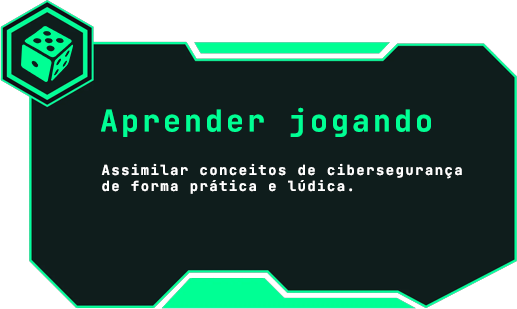 Aprender jogando
Assimilar conceitos de cibersegurança
de forma prática e lúdica.